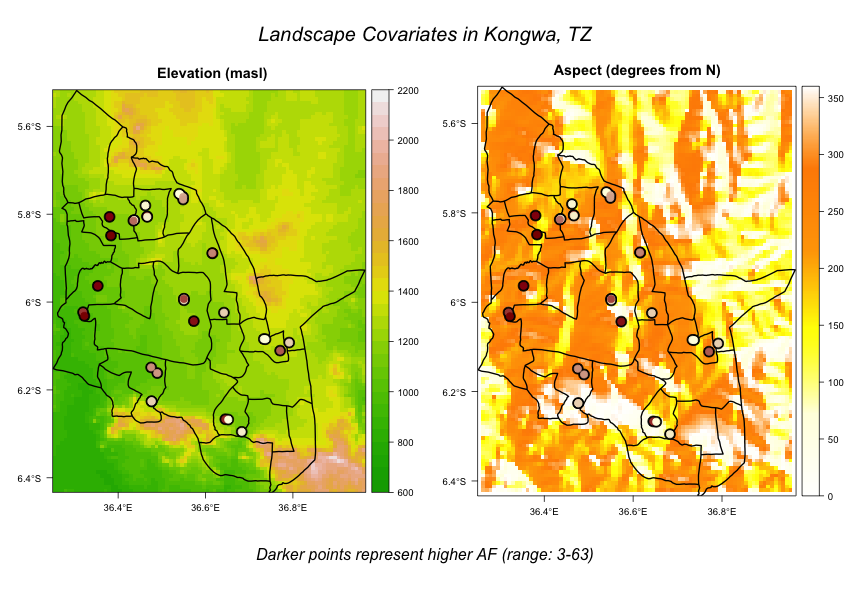 Landscape Covariates in Kongwa, TZ
Elevation (masl)
5.6°S
5.8°S
6°S
6.2°S
6.4°S
36.4°E
36.6°E
36.8°E
2200
2000
1800
1600
1400
1200
1000
800
600
Aspect (degrees from N)
5.6°S
5.8°S
6°S
6.2°S
6.4°S
36.4°E
36.6°E
36.8°E
350
300
250
200
150
100
50
0
Darker points represent higher AF (range: 3-63)